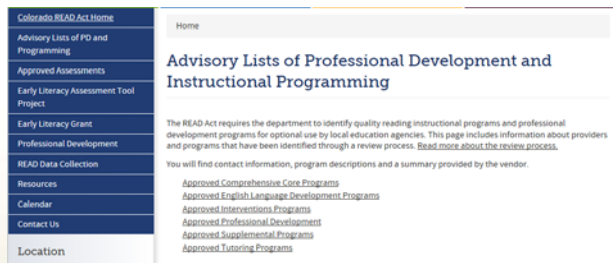 Colorado READ Act Home
Advisory Lists of PD and
Programming
Approved Assessments
Early Literacy Assessment Tool
Project
Early Literacy Grant
Professional Development
READ Data Collection
Resources
Calendar
Contact Us
Location
Home
Advisory Lists of Professional Development and
Instructional Programming
The READ Act requires the department to identify quality reading instructional programs and professional
development programs for optional use by local education agencies. This page includes information about providers
and programs that have been identified through a review process. Read more about the review process.
You will find contact information, program descriptions and a summary provided by the vendor.
Approved Comprehensive Core Programs
Approved English Language Development Programs
Approved Interventions Programs
Approved Professional Development
Approved Supplemental Programs
Approved Tutoring Programs